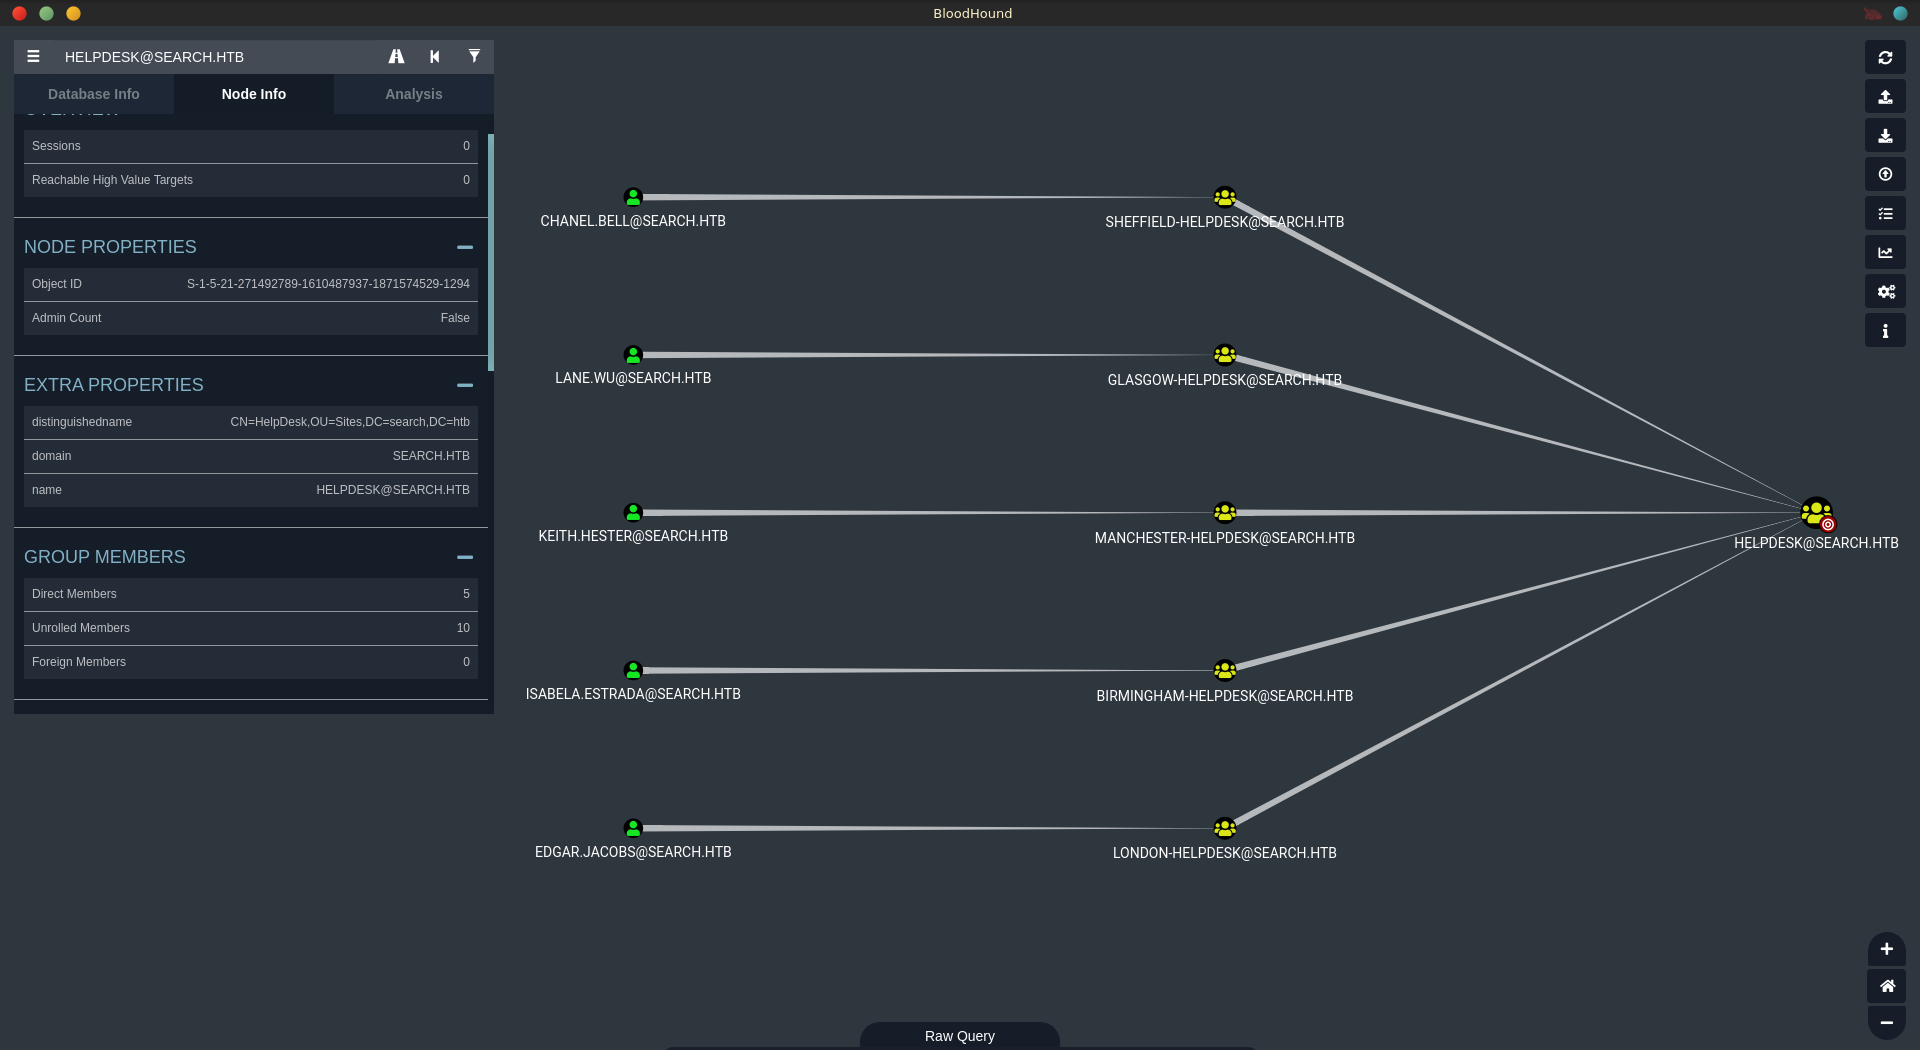 BloodHound
HELPDESK@SEARCH.HTB
Database Info
Node Info
Analysis
OVERVIEW
Sessions 0
Reachable High Value Targets 0
NODE PROPERTIES
Object ID S-1-5-21-271492789-1610487937-1871574529-1294
Admin Count False
EXTRA PROPERTIES
distinguishedname CN=HelpDesk,OU=Sites,DC=search,DC=htb
domain SEARCH.HTB
name HELPDESK@SEARCH.HTB
GROUP MEMBERS
Direct Members 5
Unrolled Members 10
Foreign Members 0
CHANEL.BELL@SEARCH.HTB
SHEFFIELD-HELPDESK@SEARCH.HTB
LANE.WU@SEARCH.HTB
GLASGOW-HELPDESK@SEARCH.HTB
KEITH.HESTER@SEARCH.HTB
MANCHESTER-HELPDESK@SEARCH.HTB
HELPDESK@SEARCH.HTB
ISABELA.ESTRADA@SEARCH.HTB
BIRMINGHAM-HELPDESK@SEARCH.HTB
EDGAR.JACOBS@SEARCH.HTB
LONDON-HELPDESK@SEARCH.HTB
Raw Query